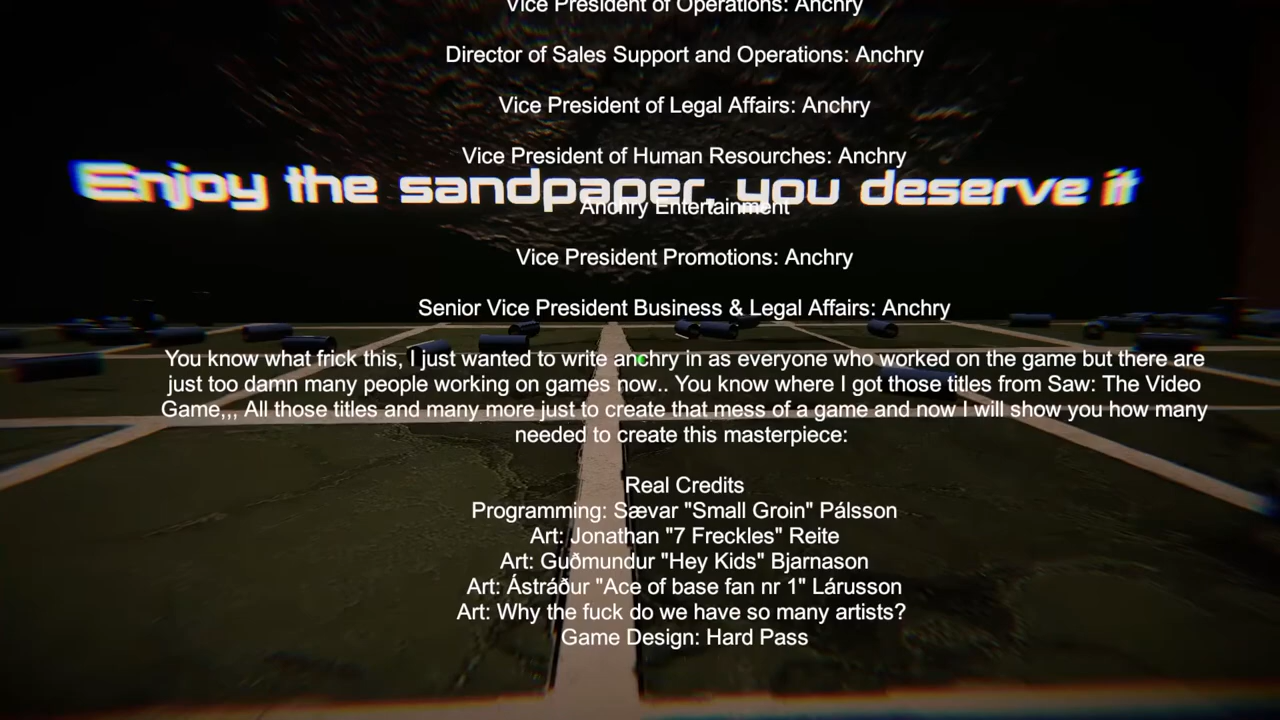 Vice President of Operations: Anchry
Director of Sales Support and Operations: Anchry
Vice President of Legal Affairs: Anchry
Vice President of Human Resourches: Anchry
Enjoy the sandpaper, you deserve it
Anchry Entertainment
Vice President Promotions: Anchry
Senior Vice President Business & Legal Affairs: Anchry
You know what frick this, I just wanted to write anchry in as everyone who worked on the game but there are
just too damn many people working on games now.. You know where I got those titles from Saw: The Video
Game,,, All those titles and many more just to create that mess of a game and now I will show you how many
needed to create this masterpiece:
Real Credits
Programming: Sævar "Small Groin" Pálsson
Art: Jonathan "7 Freckles" Reite
Art: Guðmundur "Hey Kids" Bjarnason
Art: Ástráður "Ace of base fan nr 1" Lárusson
Art: Why the fuck do we have so many artists?
Game Design: Hard Pass